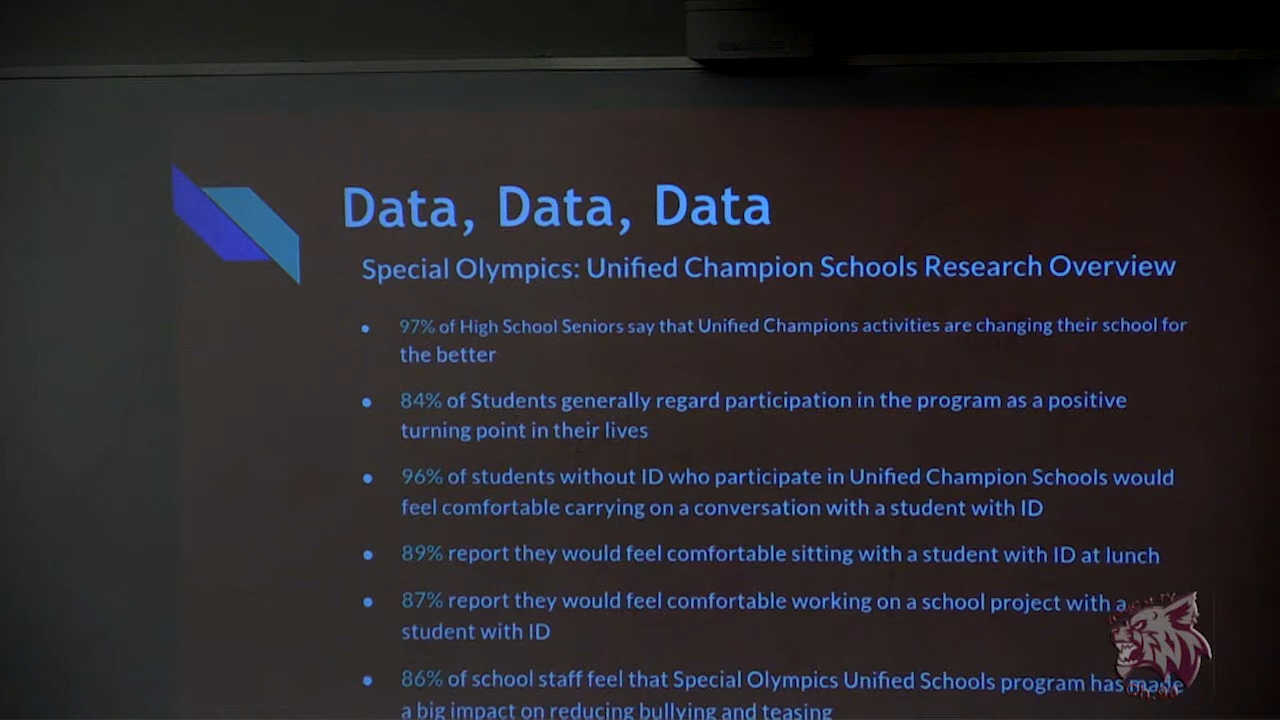 Data, Data, Data
Special Olympics: Unified Champion Schools Research Overview
• 97% of High School Seniors say that Unified Champions activities are changing their school for
the better
• 84% of Students generally regard participation in the program as a positive
turning point in their lives
• 96% of students without ID who participate in Unified Champion Schools would
feel comfortable carrying on a conversation with a student with ID
• 89% report they would feel comfortable sitting with a student with ID at lunch
• 87% report they would feel comfortable working on a school project with a
student with ID
• 86% of school staff feel that Special Olympics Unified Schools program has made
a big impact on reducing bullying and teasing